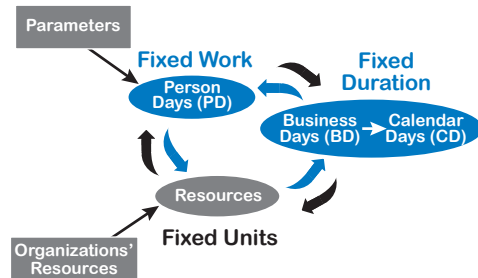 Parameters
Fixed Work
Fixed
Duration
Person
Days (PD)
Business
Days (BD)
Calendar
Days (CD)
Resources
Fixed Units
Organizations'
Resources